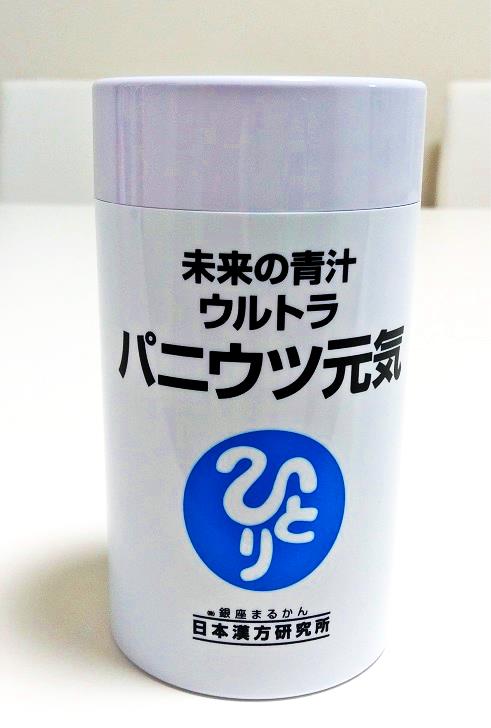 未来の青汁
ウルトラ
パニウツ元気
ひとり
㈱銀座まるかん
日本漢方研究所